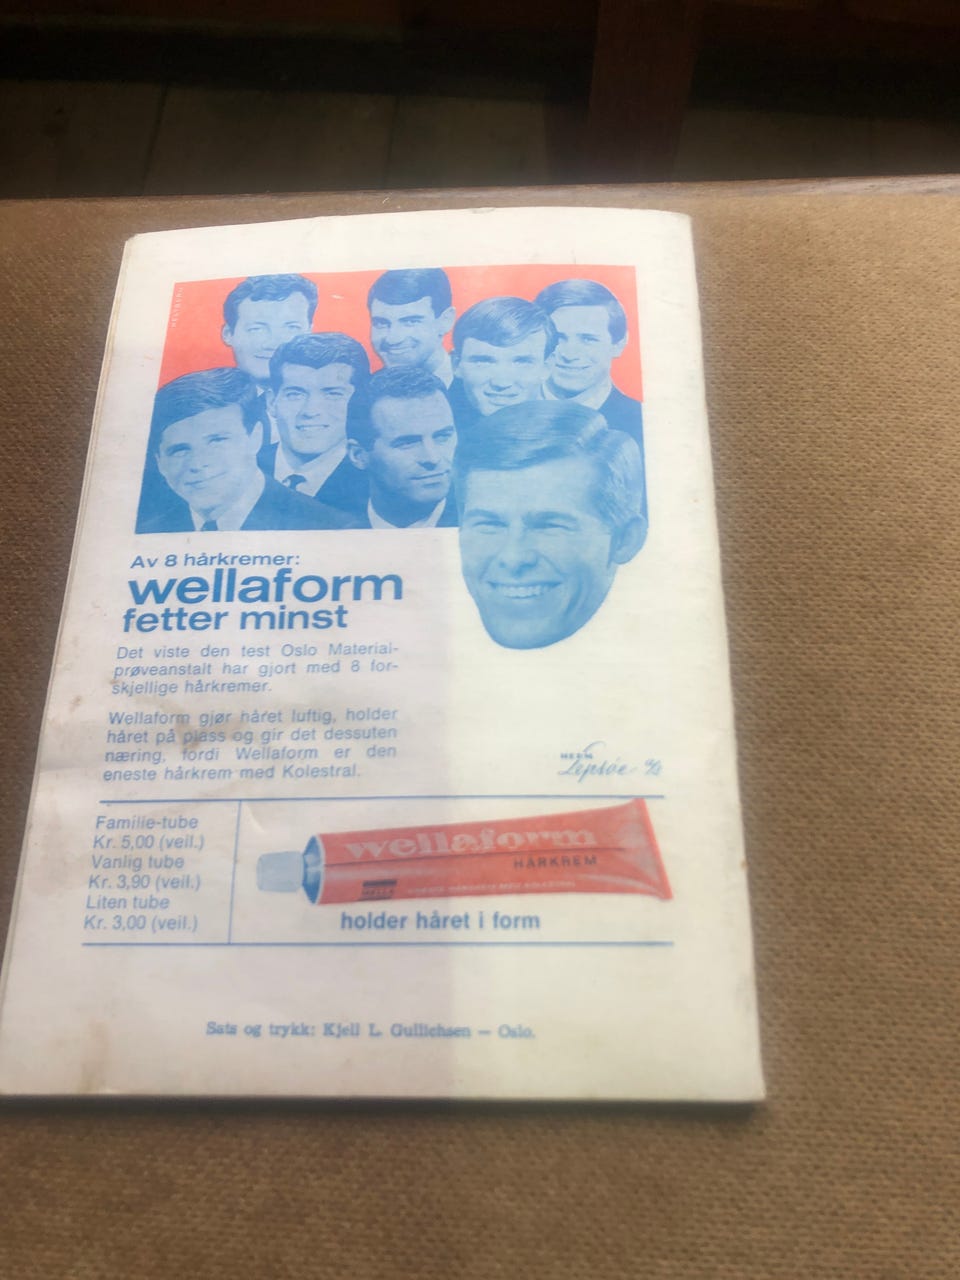 Av 8 hårkremer:
wellaform
fetter minst
Det viste den test Oslo Material-
prøveanstalt har gjort med 8 for-
skjellige hårkremer.
Wellaform gjør håret luftig, holder
håret på plass og gir det dessuten
næring, fordi Wellaform er den
eneste hårkrem med Kolestral.
HERM
Lepsøe A/S
Familie-tube
Kr. 5,00 (veil.)
Vanlig tube
Kr. 3,90 (veil.)
Liten tube
Kr. 3,00 (veil.)
wellaform
HÅRKREM
WELLA
holder håret i form
Sats og trykk: Kjell L. Gullichsen — Oslo.